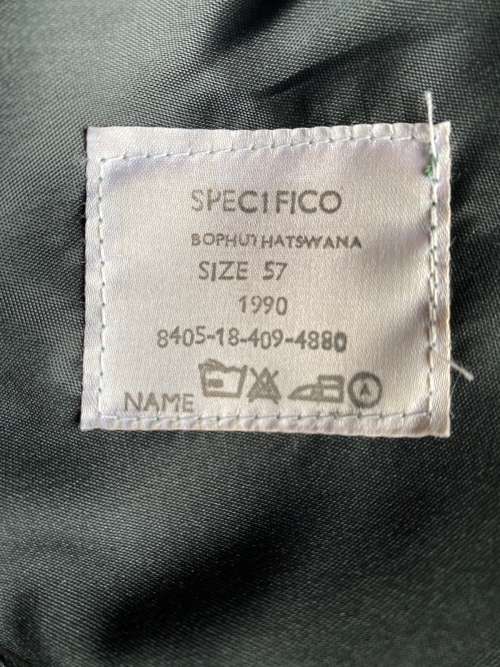 SPECIFICO
BOPHUTHATSWANA
SIZE 57
1990
8405-18-409-4880
NAME
A